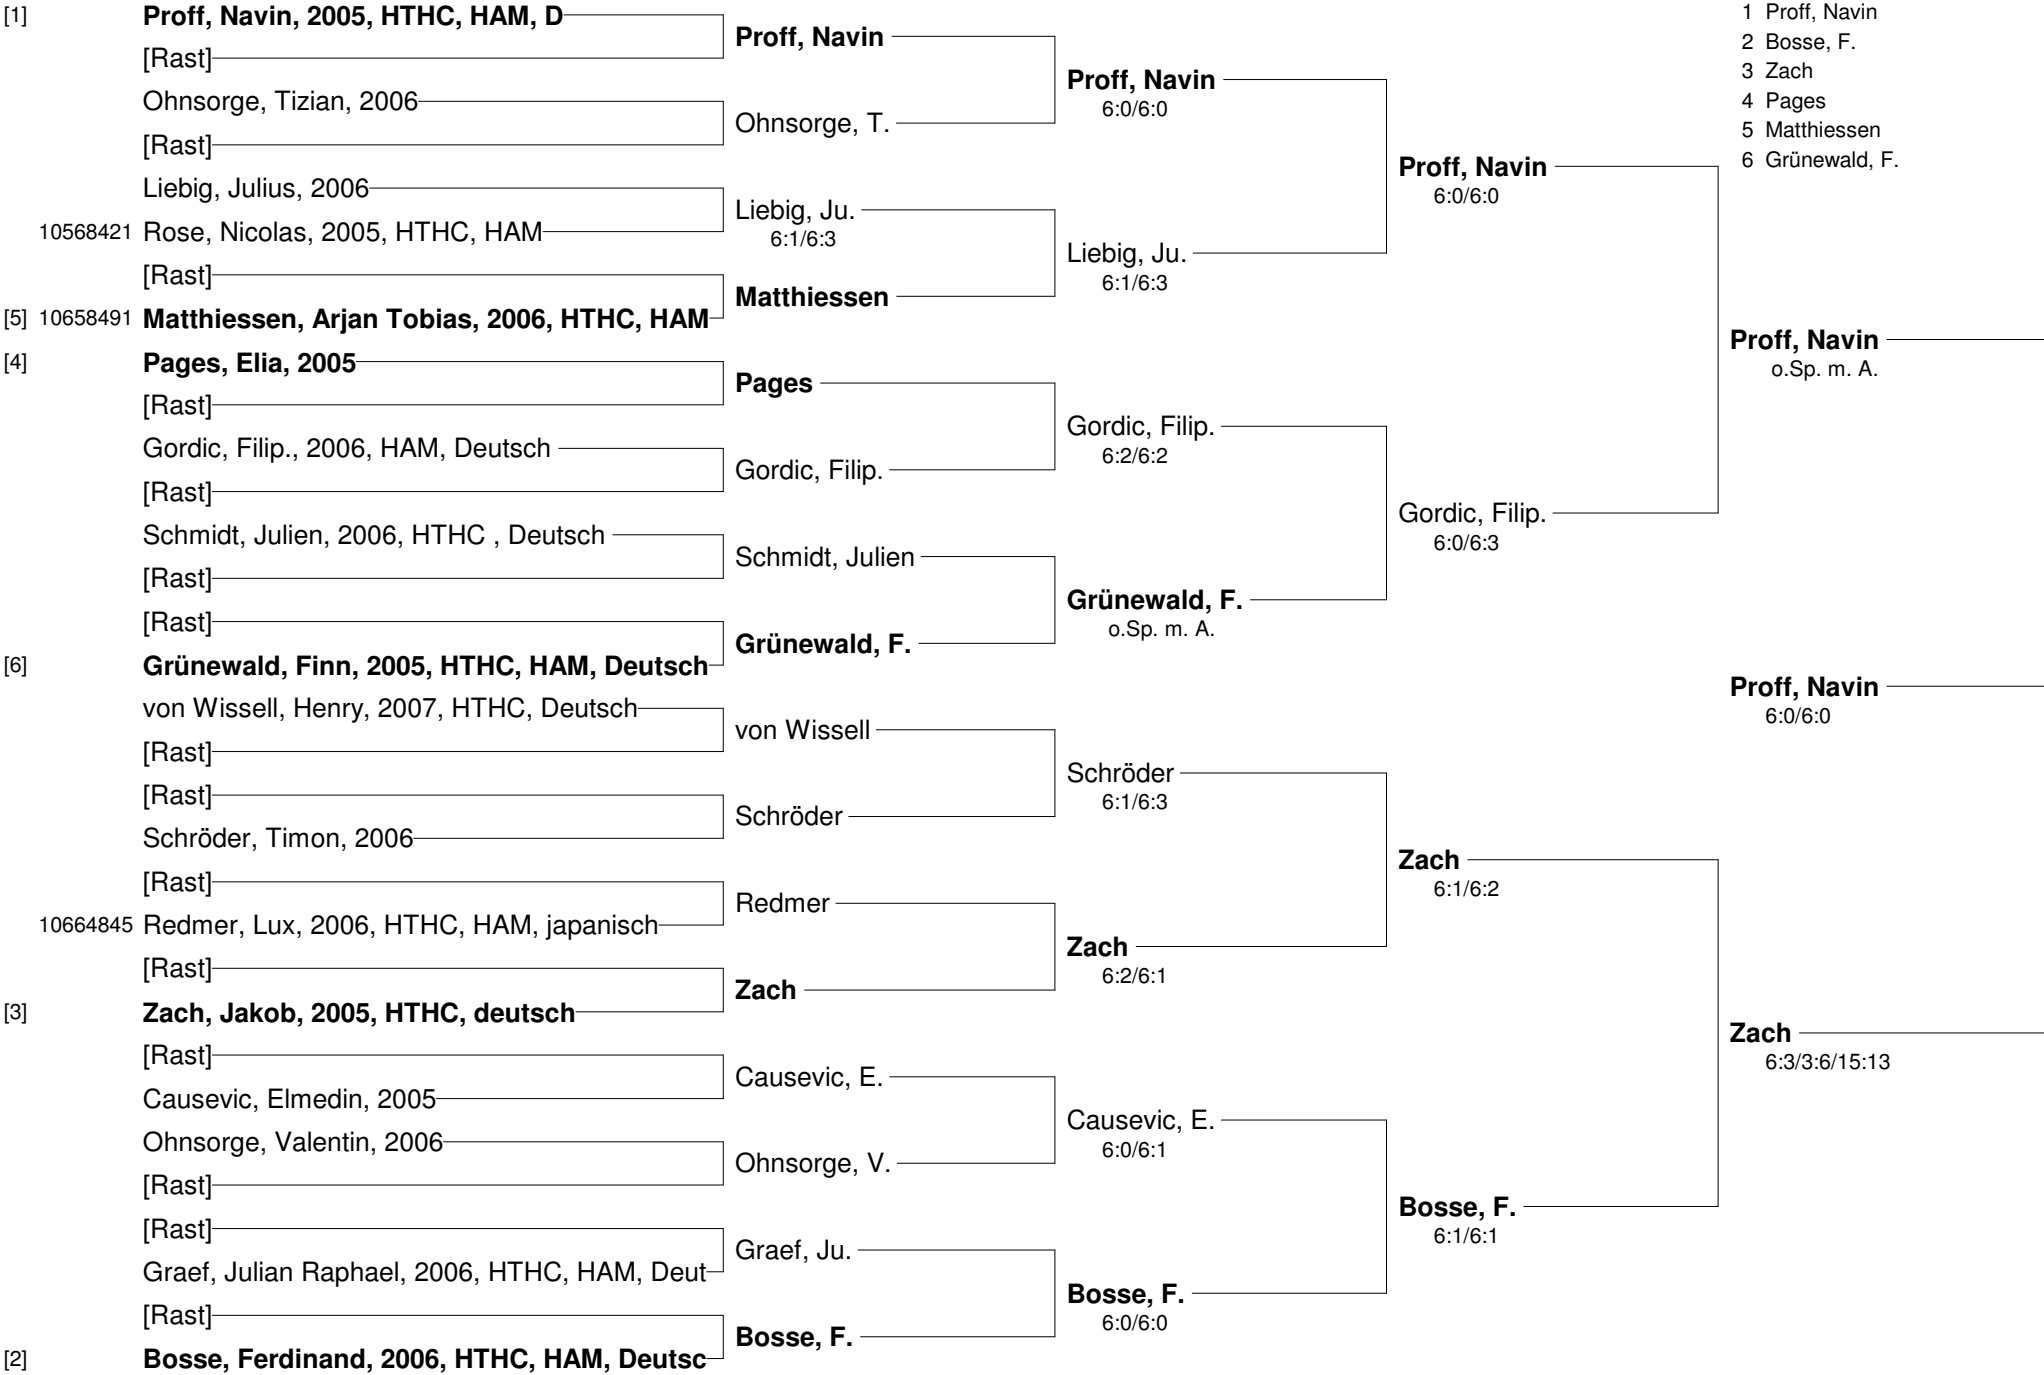 [1] Proff, Navin, 2005, HTHC, HAM, D
[Rast]
Ohnsorge, Tizian, 2006
[Rast]
Liebig, Julius, 2006
10568421 Rose, Nicolas, 2005, HTHC, HAM
[Rast]
[5] 10658491 Matthiessen, Arjan Tobias, 2006, HTHC, HAM
[4] Pages, Elia, 2005
[Rast]
Gordic, Filip., 2006, HAM, Deutsch
[Rast]
Schmidt, Julien, 2006, HTHC , Deutsch
[Rast]
[Rast]
[6] Grünewald, Finn, 2005, HTHC, HAM, Deutsch
von Wissell, Henry, 2007, HTHC, Deutsch
[Rast]
[Rast]
Schröder, Timon, 2006
[Rast]
10664845 Redmer, Lux, 2006, HTHC, HAM, japanisch
[Rast]
[3] Zach, Jakob, 2005, HTHC, deutsch
[Rast]
Causevic, Elmedin, 2005
Ohnsorge, Valentin, 2006
[Rast]
[Rast]
Graef, Julian Raphael, 2006, HTHC, HAM, Deut
[Rast]
[2] Bosse, Ferdinand, 2006, HTHC, HAM, Deutsc
Proff, Navin
Ohnsorge, T.
Liebig, Ju.
6:1/6:3
Matthiessen
Pages
Gordic, Filip.
Schmidt, Julien
Grünewald, F.
von Wissell
Schröder
Redmer
Zach
Causevic, E.
Ohnsorge, V.
Graef, Ju.
Bosse, F.
Proff, Navin
6:0/6:0
Liebig, Ju.
6:1/6:3
Gordic, Filip.
6:2/6:2
Grünewald, F.
o.Sp. m. A.
Schröder
6:1/6:3
Zach
6:2/6:1
Causevic, E.
6:0/6:1
Bosse, F.
6:0/6:0
Proff, Navin
6:0/6:0
Gordic, Filip.
6:0/6:3
Zach
6:1/6:2
Bosse, F.
6:1/6:1
1 Proff, Navin
2 Bosse, F.
3 Zach
4 Pages
5 Matthiessen
6 Grünewald, F.
Proff, Navin
o.Sp. m. A.
Proff, Navin
6:0/6:0
Zach
6:3/3:6/15:13